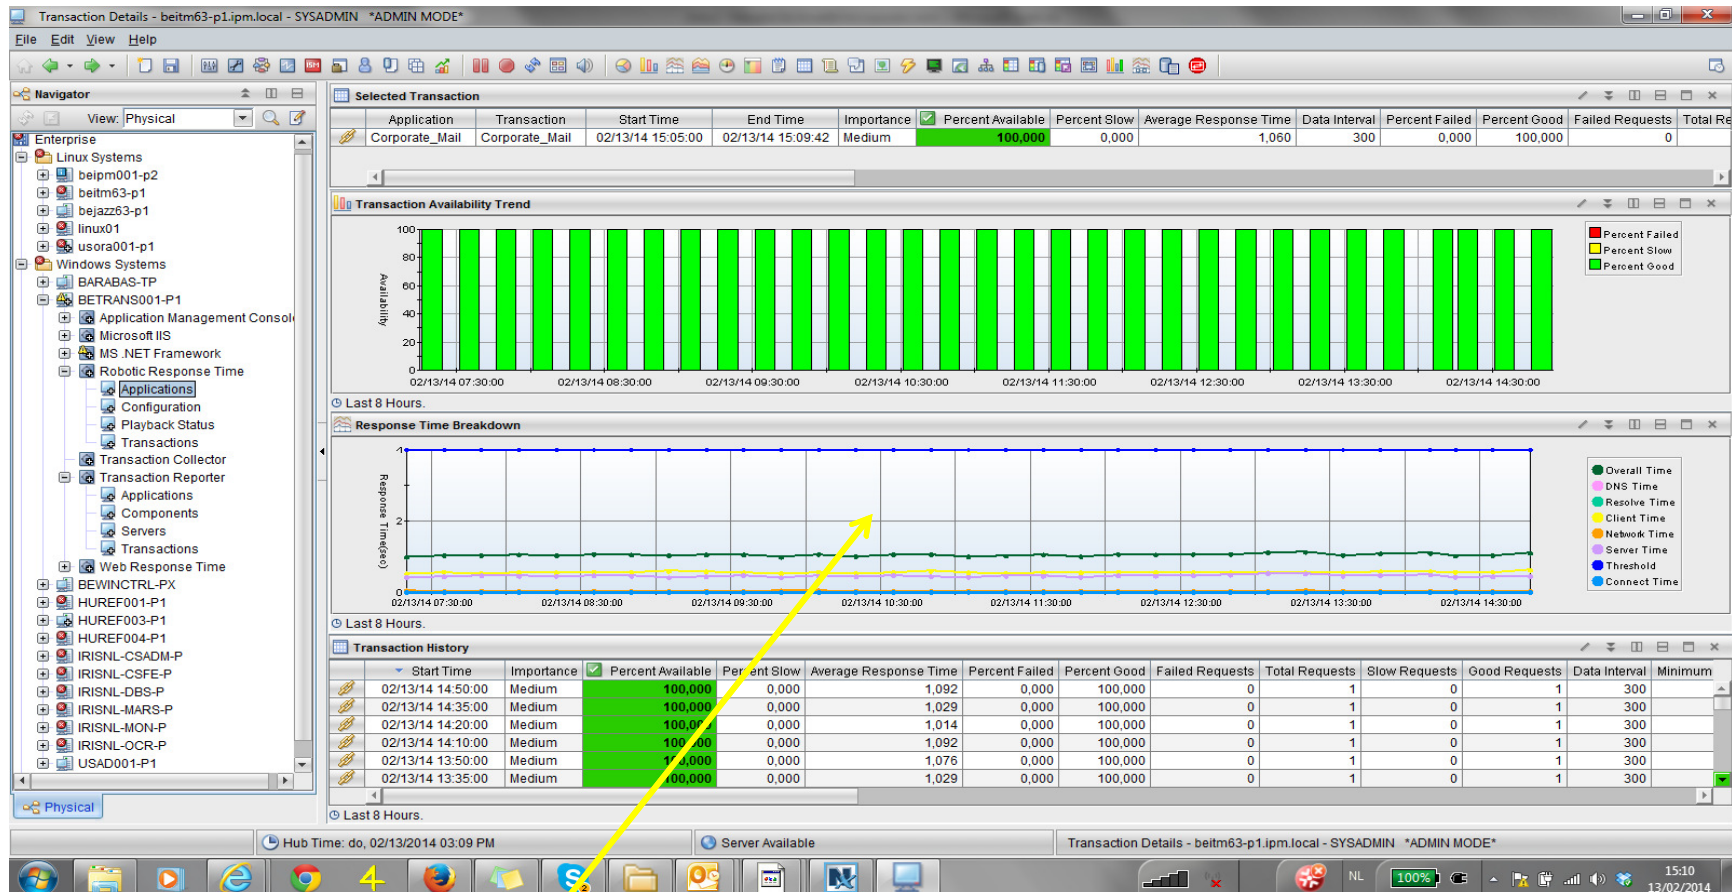 Transaction Details - beitm63-p1.ipm.local - SYSADMIN *ADMIN MODE*
File Edit View Help
Navigator
View: Physical
Enterprise
Linux Systems
beipm001-p2
beitm63-p1
bejazz63-p1
linux01
usora001-p1
Windows Systems
BARABAS-TP
BETRANS001-P1
Application Management Console
Microsoft IIS
MS .NET Framework
Robotic Response Time
Applications
Configuration
Playback Status
Transactions
Transaction Collector
Transaction Reporter
Applications
Components
Servers
Transactions
Web Response Time
BEWINCTRL-PX
HUREF001-P1
HUREF003-P1
HUREF004-P1
IRISNL-CSADM-P
IRISNL-CSFE-P
IRISNL-DBS-P
IRISNL-MARS-P
IRISNL-MON-P
IRISNL-OCR-P
USAD001-P1
Physical
Selected Transaction
Application Transaction Start Time End Time Importance Percent Available Percent Slow Average Response Time Data Interval Percent Failed Percent Good Failed Requests Total Re
Corporate_Mail Corporate_Mail 02/13/14 15:05:00 02/13/14 15:09:42 Medium 100,000 0,000 1,060 300 0,000 100,000 0
Transaction Availability Trend
100
80
60
40
20
0
Availability
02/13/14 07:30:00 02/13/14 08:30:00 02/13/14 09:30:00 02/13/14 10:30:00 02/13/14 11:30:00 02/13/14 12:30:00 02/13/14 13:30:00 02/13/14 14:30:00
Percent Failed
Percent Slow
Percent Good
Last 8 Hours.
Response Time Breakdown
4
2
0
Response Time(sec)
02/13/14 07:30:00 02/13/14 08:30:00 02/13/14 09:30:00 02/13/14 10:30:00 02/13/14 11:30:00 02/13/14 12:30:00 02/13/14 13:30:00 02/13/14 14:30:00
Overall Time
DNS Time
Resolve Time
Client Time
Network Time
Server Time
Threshold
Connect Time
Last 8 Hours.
Transaction History
Start Time Importance Percent Available Percent Slow Average Response Time Percent Failed Percent Good Failed Requests Total Requests Slow Requests Good Requests Data Interval Minimum
02/13/14 14:50:00 Medium 100,000 0,000 1,092 0,000 100,000 0 1 0 1 300
02/13/14 14:35:00 Medium 100,000 0,000 1,029 0,000 100,000 0 1 0 1 300
02/13/14 14:20:00 Medium 100,000 0,000 1,014 0,000 100,000 0 1 0 1 300
02/13/14 14:10:00 Medium 100,000 0,000 1,092 0,000 100,000 0 1 0 1 300
02/13/14 13:50:00 Medium 100,000 0,000 1,076 0,000 100,000 0 1 0 1 300
02/13/14 13:35:00 Medium 100,000 0,000 1,029 0,000 100,000 0 1 0 1 300
Last 8 Hours.
Hub Time: do, 02/13/2014 03:09 PM
Server Available
Transaction Details - beitm63-p1.ipm.local - SYSADMIN *ADMIN MODE*
NL
100%
15:10
13/02/2014